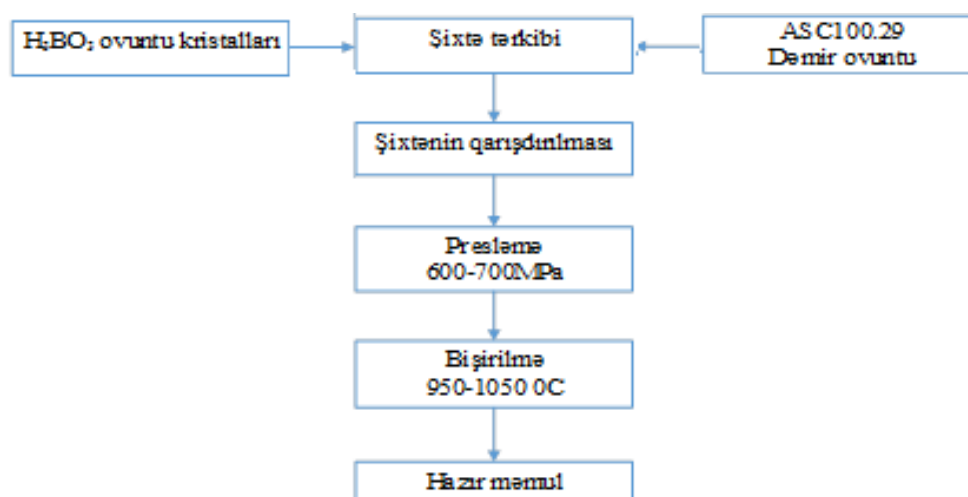 H₃BO₃ ovuntu kristalları
Şixtə tərkibi
ASC100.29
Dəmir ovuntu
Şixtənin qarışdırılması
Presləmə
600-700MPa
Bişirilmə
950-1050 0C
Hazır məmul